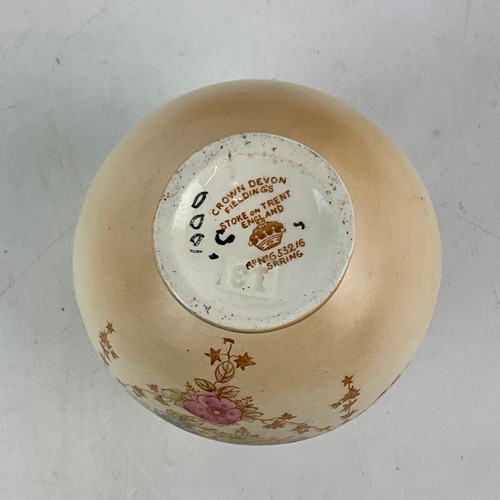 CROWN DEVON
FIELDINGS
STOKE ON TRENT
ENGLAND
RD No 653216
SPRING